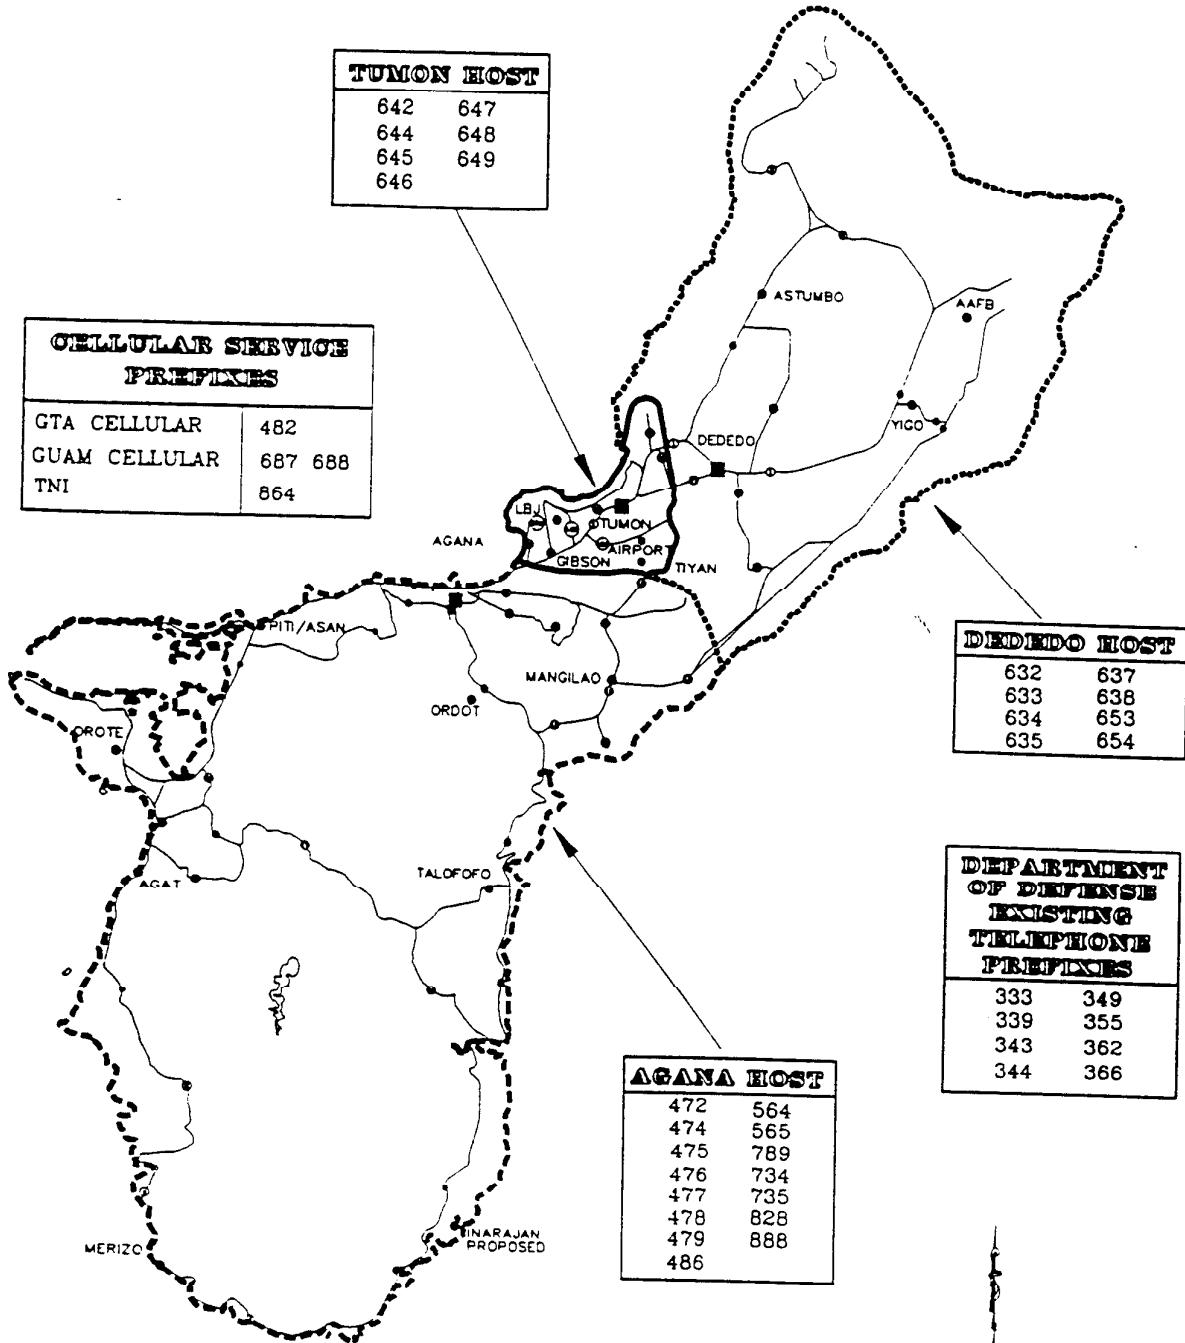 TUMON HOST
642 647
644 648
645 649
646
CELLULAR SERVICE
PREFIXES
GTA CELLULAR 482
GUAM CELLULAR 687 688
TNI 864
ASTUMBO
AAFB
YIGO
DEDEDO
LBJ
TUMON
AGANA
AIRPORT
GIBSON
TIYAN
PITI/ASAN
MANGILAO
ORDOT
OROTE
DEDEDO HOST
632 637
633 638
634 653
635 654
AGAT
TALOFOFO
DEPARTMENT
OF DEFENSE
EXISTING
TELEPHONE
PREFIXES
333 349
339 355
343 362
344 366
AGANA HOST
472 564
474 565
475 789
476 734
477 735
478 828
479 888
486
MERIZO
INARAJAN
PROPOSED